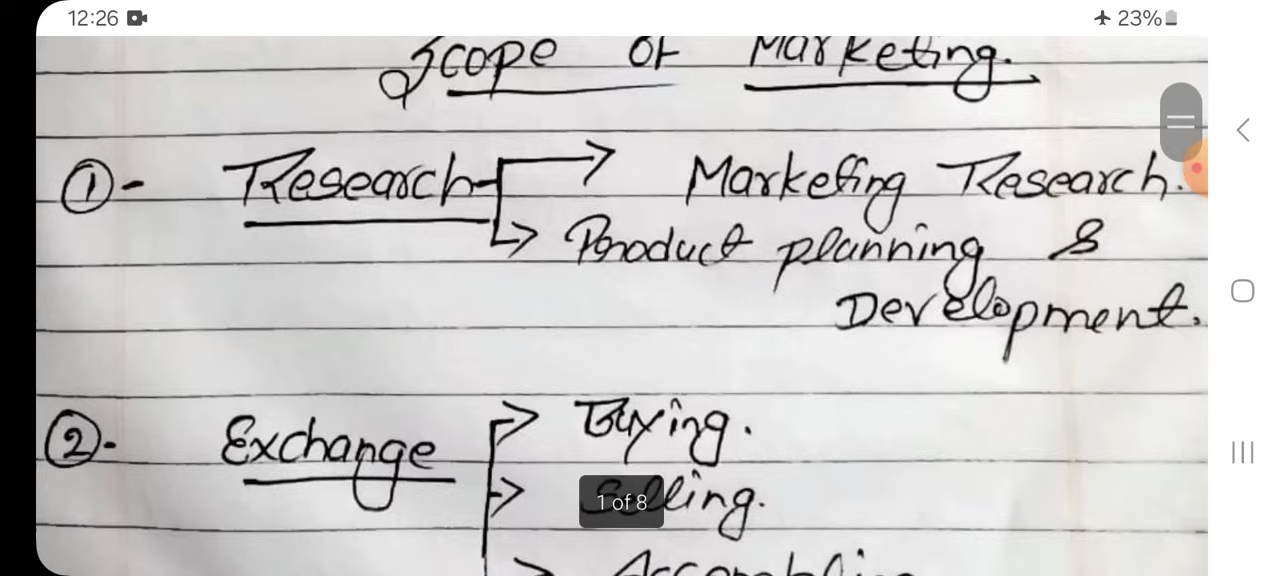 12:26
23%
Scope of Marketing.
①- Research → Marketing Research.
→ Product planning &
Development.
②- Exchange → Buying.
→ Selling.
1 of 8
→ Assembling